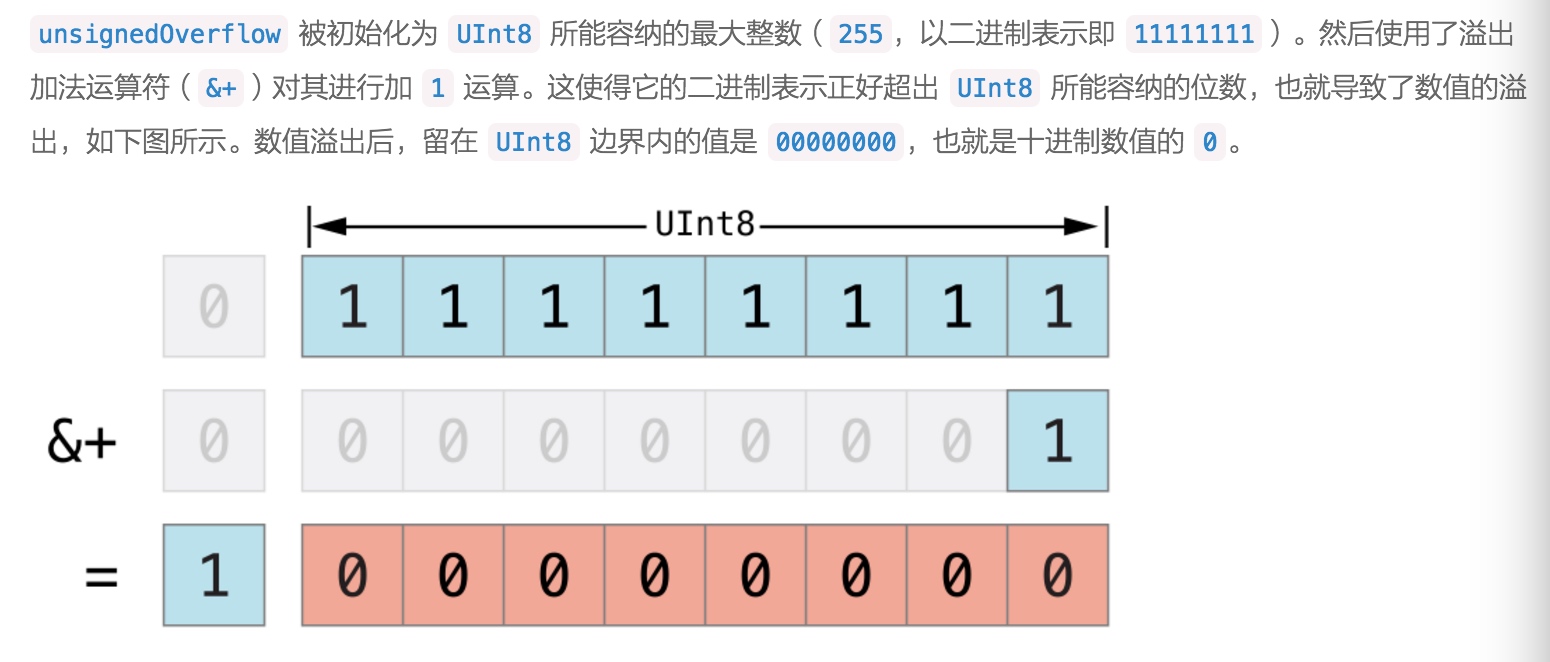 unsignedOverflow 被初始化为 UInt8 所能容纳的最大整数（ 255 ，以二进制表示即 11111111 ）。然后使用了溢出
加法运算符（ &+ ）对其进行加 1 运算。这使得它的二进制表示正好超出 UInt8 所能容纳的位数，也就导致了数值的溢
出，如下图所示。数值溢出后，留在 UInt8 边界内的值是 00000000 ，也就是十进制数值的 0 。
UInt8
0 1 1 1 1 1 1 1 1
&+ 0 0 0 0 0 0 0 0 1
= 1 0 0 0 0 0 0 0 0